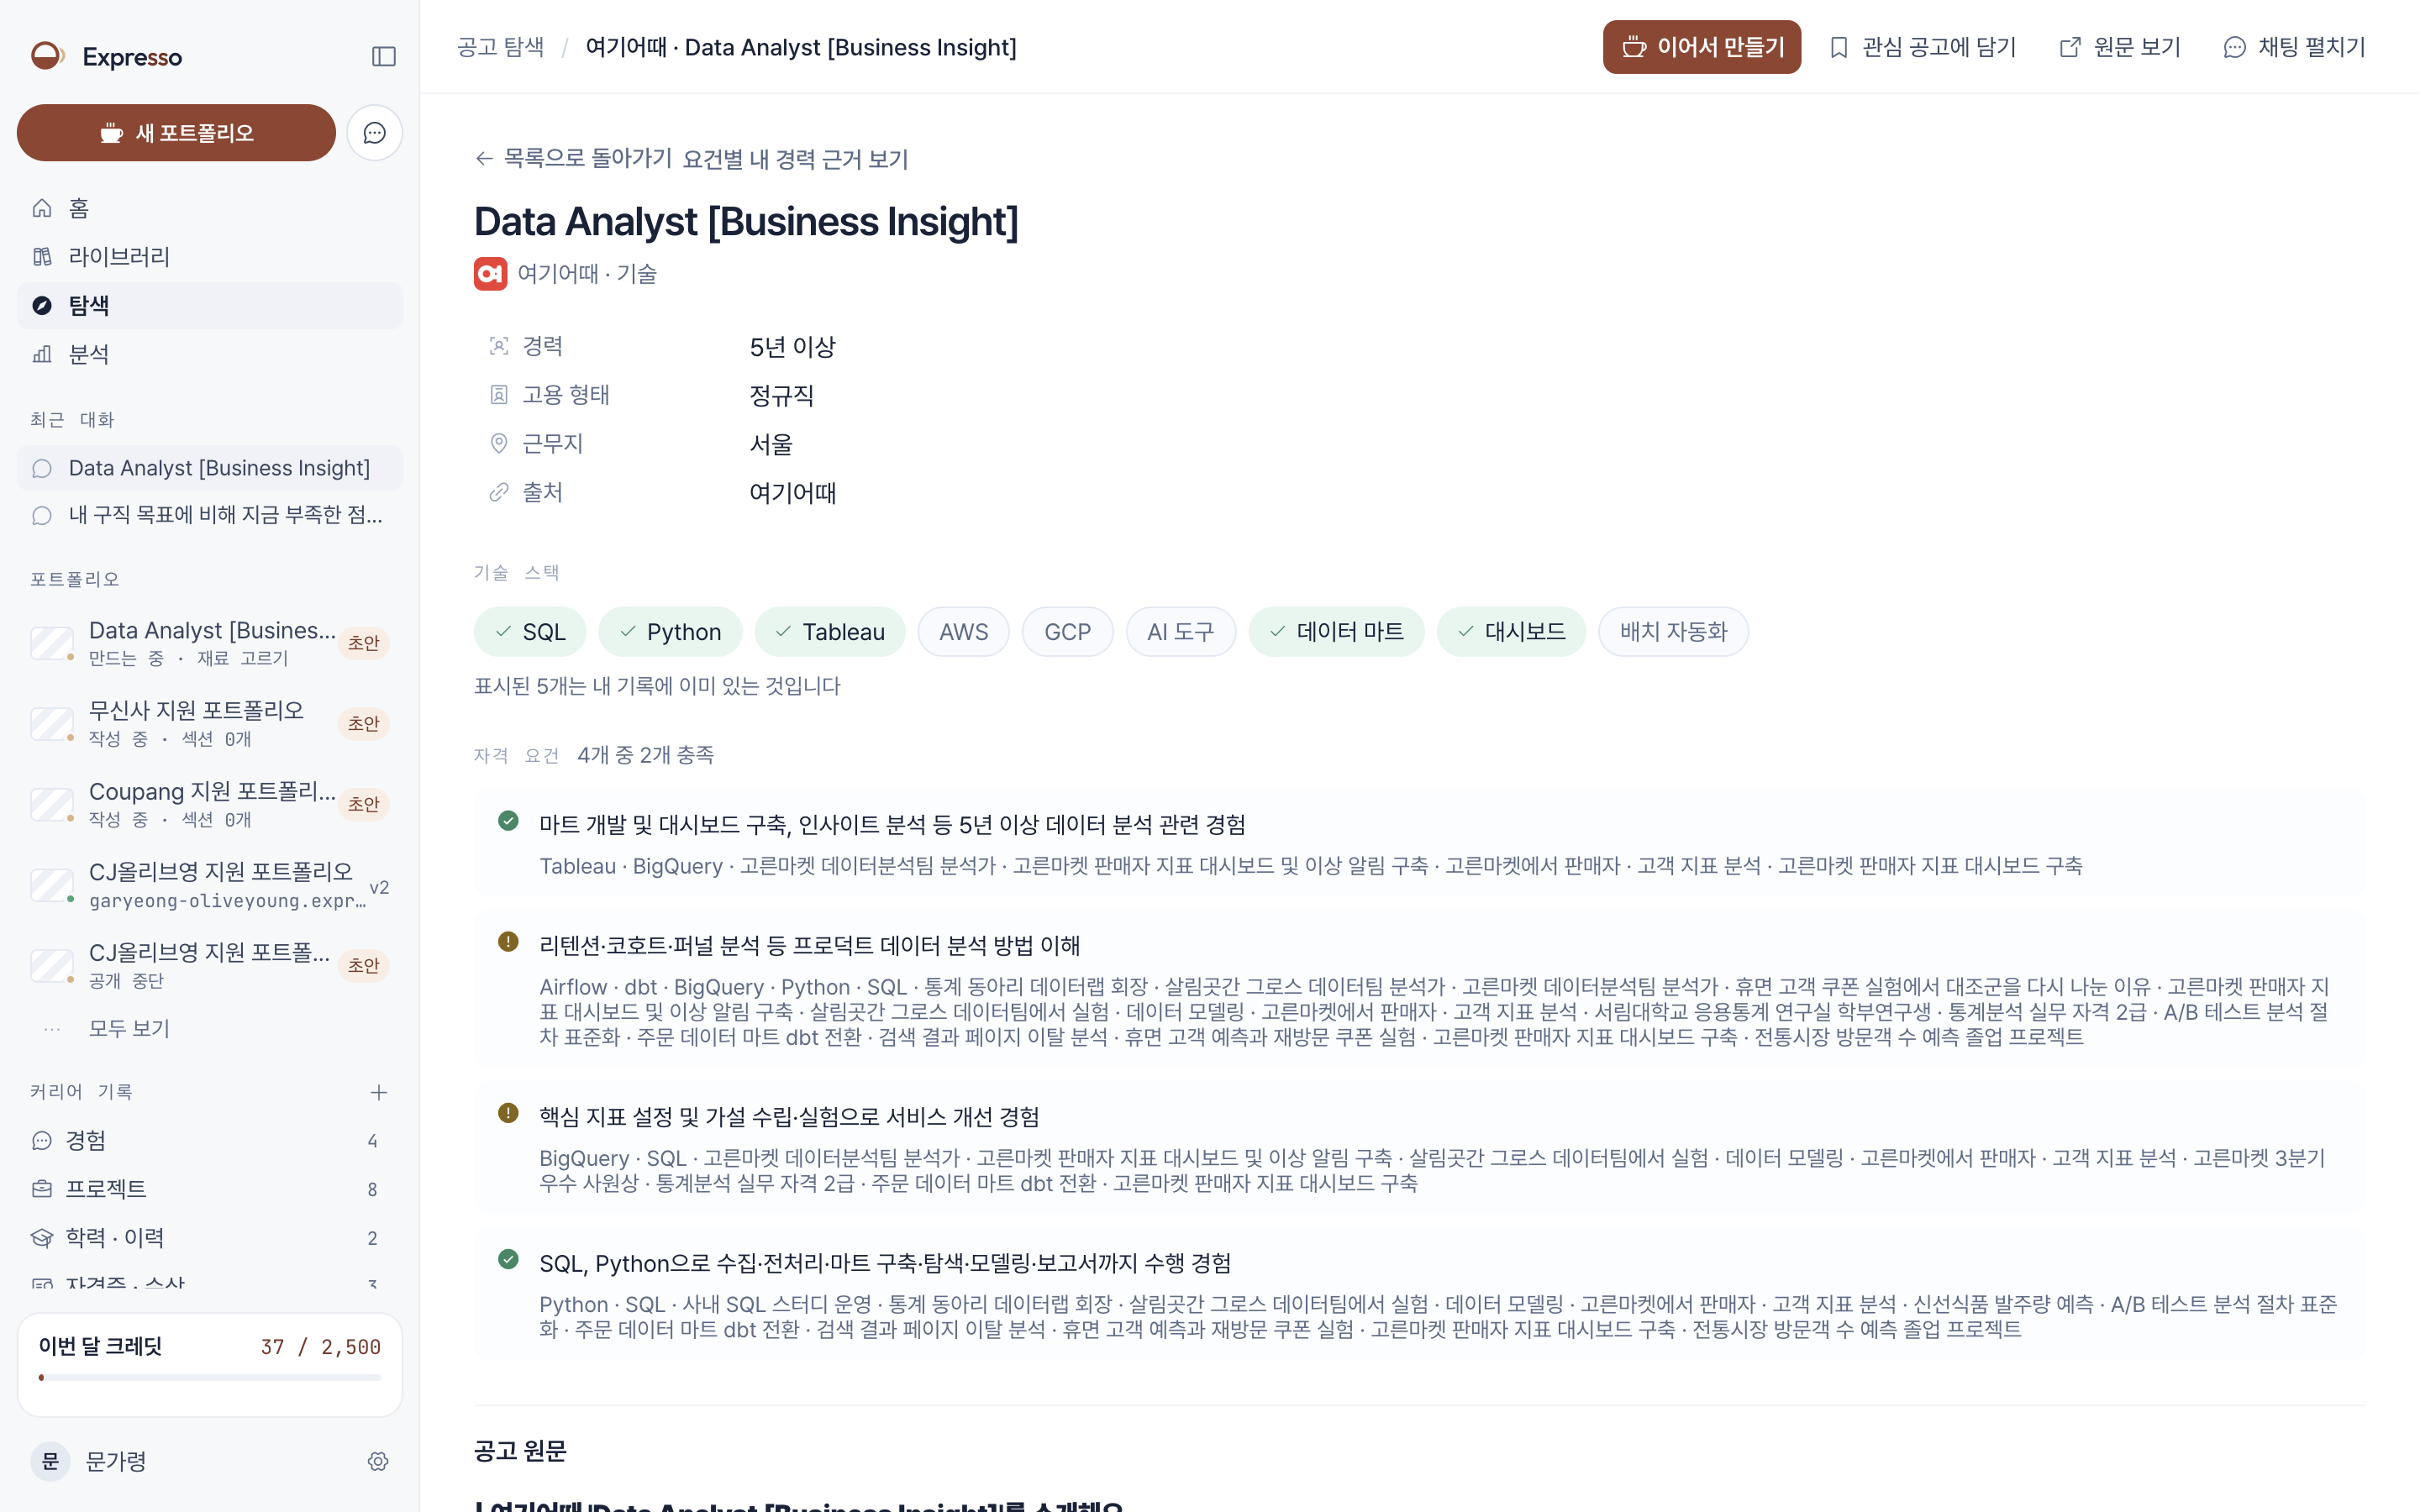 Expresso
새 포트폴리오
홈
라이브러리
탐색
분석
최근 대화
Data Analyst [Business Insight]
내 구직 목표에 비해 지금 부족한 점...
포트폴리오
Data Analyst [Busines... 초안
만드는 중 · 재료 고르기
무신사 지원 포트폴리오 초안
작성 중 · 섹션 0개
Coupang 지원 포트폴리... 초안
작성 중 · 섹션 0개
CJ올리브영 지원 포트폴리오 v2
garyeong-oliveyoung.expr...
CJ올리브영 지원 포트폴... 초안
공개 중단
모두 보기
커리어 기록
경험 4
프로젝트 8
학력 · 이력 2
자격증 · 수상 3
이번 달 크레딧 37 / 2,500
문 문가령
공고 탐색 / 여기어때 · Data Analyst [Business Insight]
이어서 만들기 관심 공고에 담기 원문 보기 채팅 펼치기
← 목록으로 돌아가기 요건별 내 경력 근거 보기
Data Analyst [Business Insight]
여기어때 · 기술
경력 5년 이상
고용 형태 정규직
근무지 서울
출처 여기어때
기술 스택
SQL Python Tableau AWS GCP AI 도구 데이터 마트 대시보드 배치 자동화
표시된 5개는 내 기록에 이미 있는 것입니다
자격 요건 4개 중 2개 충족
마트 개발 및 대시보드 구축, 인사이트 분석 등 5년 이상 데이터 분석 관련 경험
Tableau · BigQuery · 고른마켓 데이터분석팀 분석가 · 고른마켓 판매자 지표 대시보드 및 이상 알림 구축 · 고른마켓에서 판매자 · 고객 지표 분석 · 고른마켓 판매자 지표 대시보드 구축
리텐션·코호트·퍼널 분석 등 프로덕트 데이터 분석 방법 이해
Airflow · dbt · BigQuery · Python · SQL · 통계 동아리 데이터랩 회장 · 살림곳간 그로스 데이터팀 분석가 · 고른마켓 데이터분석팀 분석가 · 휴면 고객 쿠폰 실험에서 대조군을 다시 나눈 이유 · 고른마켓 판매자 지
표 대시보드 및 이상 알림 구축 · 살림곳간 그로스 데이터팀에서 실험 · 데이터 모델링 · 고른마켓에서 판매자 · 고객 지표 분석 · 서림대학교 응용통계 연구실 학부연구생 · 통계분석 실무 자격 2급 · A/B 테스트 분석 절
차 표준화 · 주문 데이터 마트 dbt 전환 · 검색 결과 페이지 이탈 분석 · 휴면 고객 예측과 재방문 쿠폰 실험 · 고른마켓 판매자 지표 대시보드 구축 · 전통시장 방문객 수 예측 졸업 프로젝트
핵심 지표 설정 및 가설 수립·실험으로 서비스 개선 경험
BigQuery · SQL · 고른마켓 데이터분석팀 분석가 · 고른마켓 판매자 지표 대시보드 및 이상 알림 구축 · 살림곳간 그로스 데이터팀에서 실험 · 데이터 모델링 · 고른마켓에서 판매자 · 고객 지표 분석 · 고른마켓 3분기
우수 사원상 · 통계분석 실무 자격 2급 · 주문 데이터 마트 dbt 전환 · 고른마켓 판매자 지표 대시보드 구축
SQL, Python으로 수집·전처리·마트 구축·탐색·모델링·보고서까지 수행 경험
Python · SQL · 사내 SQL 스터디 운영 · 통계 동아리 데이터랩 회장 · 살림곳간 그로스 데이터팀에서 실험 · 데이터 모델링 · 고른마켓에서 판매자 · 고객 지표 분석 · 신선식품 발주량 예측 · A/B 테스트 분석 절차 표준
화 · 주문 데이터 마트 dbt 전환 · 검색 결과 페이지 이탈 분석 · 휴면 고객 예측과 재방문 쿠폰 실험 · 고른마켓 판매자 지표 대시보드 구축 · 전통시장 방문객 수 예측 졸업 프로젝트
공고 원문
| 여기어때 'Data Analyst [Business Insight]'를 소개해요